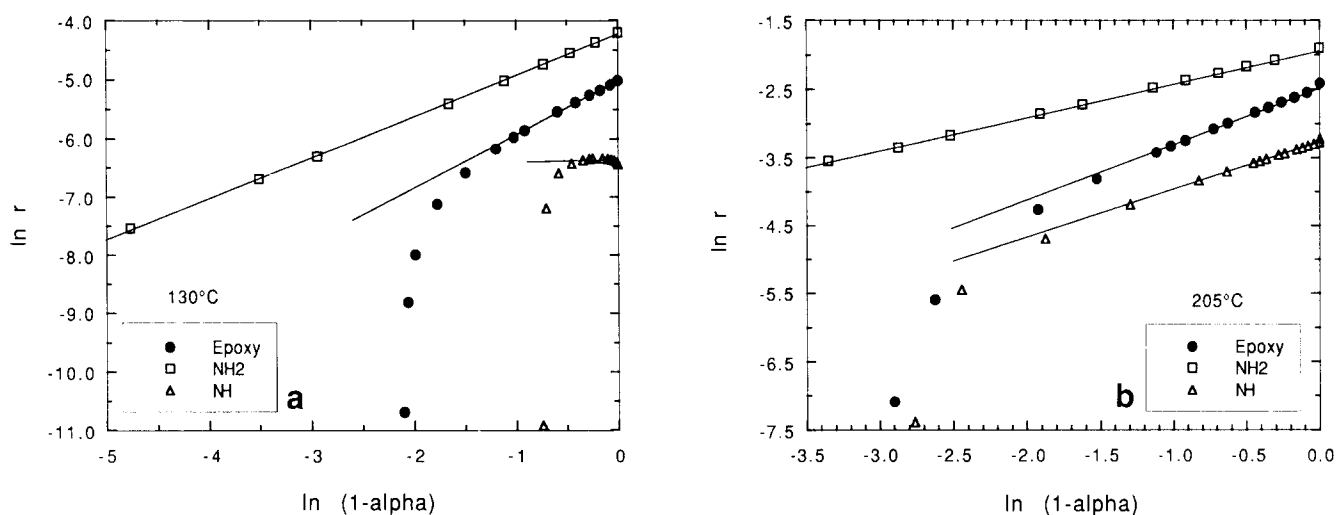 -4.0
-5.0
-6.0
-7.0
-8.0
-9.0
-10.0
-11.0
ln r
130°C
Epoxy
NH2
NH
a
-5 -4 -3 -2 -1 0
ln (1-alpha)
-1.5
-2.5
-3.5
-4.5
-5.5
-6.5
-7.5
ln r
205°C
Epoxy
NH2
NH
b
-3.5 -3.0 -2.5 -2.0 -1.5 -1.0 -0.5 0.0
ln (1-alpha)